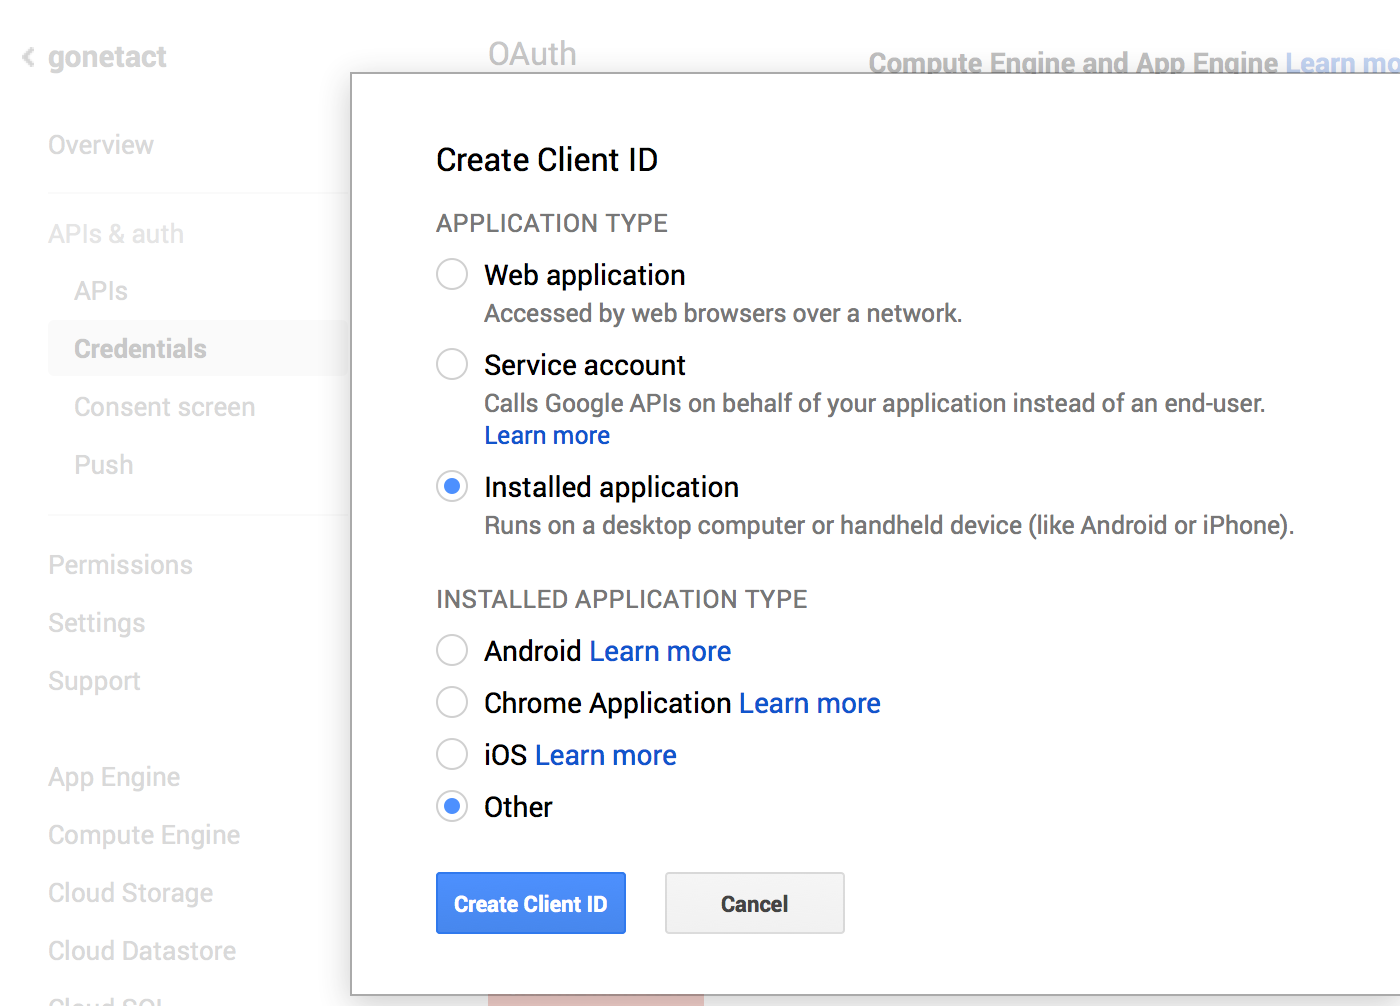 gonetact
OAuth
Compute Engine and App Engine Learn mo
Overview
APIs & auth
APIs
Credentials
Consent screen
Push
Permissions
Settings
Support
App Engine
Compute Engine
Cloud Storage
Cloud Datastore
Cloud SQL
Create Client ID
APPLICATION TYPE
Web application
Accessed by web browsers over a network.
Service account
Calls Google APIs on behalf of your application instead of an end-user.
Learn more
Installed application
Runs on a desktop computer or handheld device (like Android or iPhone).
INSTALLED APPLICATION TYPE
Android Learn more
Chrome Application Learn more
iOS Learn more
Other
Create Client ID
Cancel